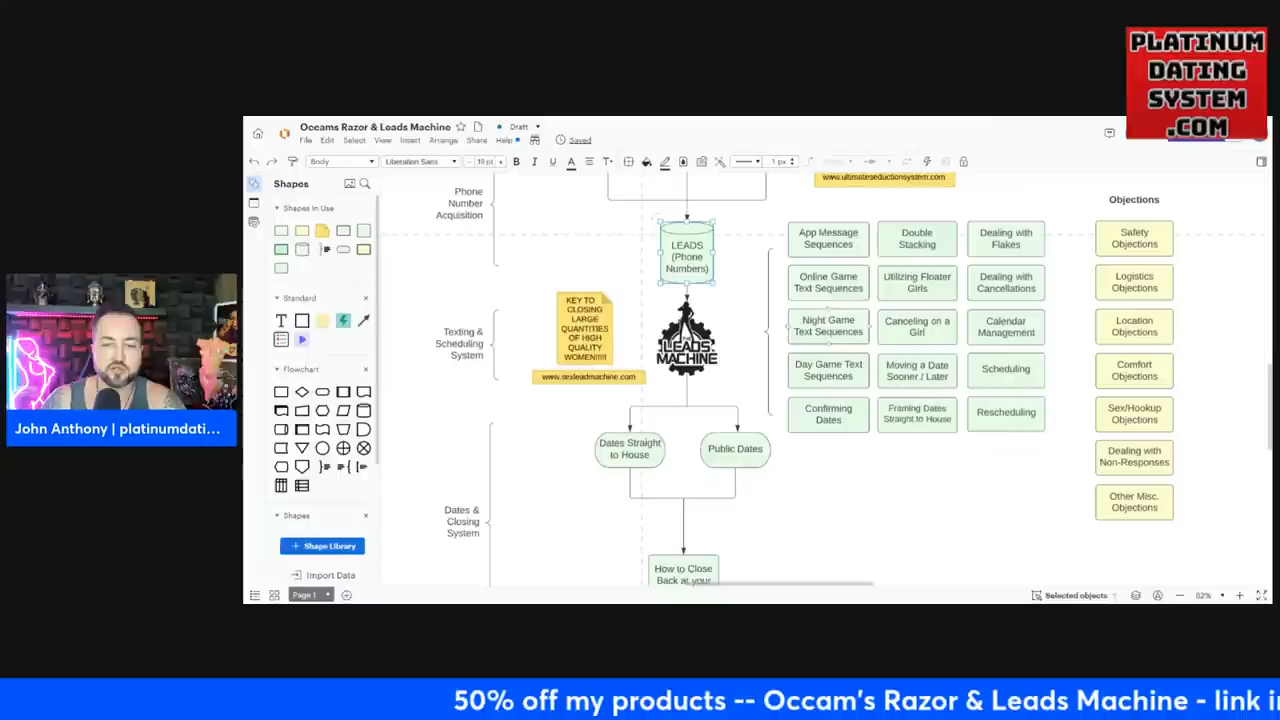 PLATINUM
DATING
SYSTEM
.COM
Occams Razor & Leads Machine
Draft
File Edit Select View Insert Arrange Share Help
Saved
Body
Liberation Sans
10 pt
B I U A
1 px
Shapes
Shapes In Use
Standard
T
Flowchart
Shapes
Shape Library
Import Data
Page 1
Phone
Number
Acquisition
www.ultimateseductionsystem.com
LEADS
(Phone
Numbers)
KEY TO
CLOSING
LARGE
QUANTITIES
OF HIGH
QUALITY
WOMEN!!!!!
www.sexleadmachine.com
LEADS
MACHINE
Texting &
Scheduling
System
Dates Straight
to House
Public Dates
Dates &
Closing
System
How to Close
Back at your
App Message
Sequences
Double
Stacking
Dealing with
Flakes
Online Game
Text Sequences
Utilizing Floater
Girls
Dealing with
Cancellations
Night Game
Text Sequences
Canceling on a
Girl
Calendar
Management
Day Game Text
Sequences
Moving a Date
Sooner / Later
Scheduling
Confirming
Dates
Framing Dates
Straight to House
Rescheduling
Objections
Safety
Objections
Logistics
Objections
Location
Objections
Comfort
Objections
Sex/Hookup
Objections
Dealing with
Non-Responses
Other Misc.
Objections
Selected objects
82%
John Anthony | platinumdati...
50% off my products -- Occam's Razor & Leads Machine - link i